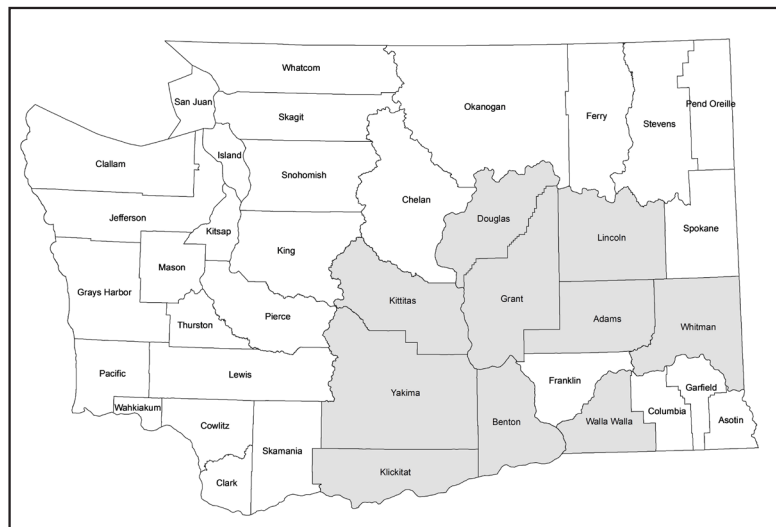 Whatcom
San Juan
Skagit
Okanogan
Ferry
Stevens
Pend Oreille
Clallam
Island
Snohomish
Chelan
Jefferson
Kitsap
Douglas
Lincoln
Spokane
King
Mason
Grays Harbor
Kittitas
Grant
Pierce
Thurston
Adams
Whitman
Pacific
Lewis
Yakima
Franklin
Garfield
Wahkiakum
Cowlitz
Skamania
Benton
Walla Walla
Columbia
Asotin
Klickitat
Clark